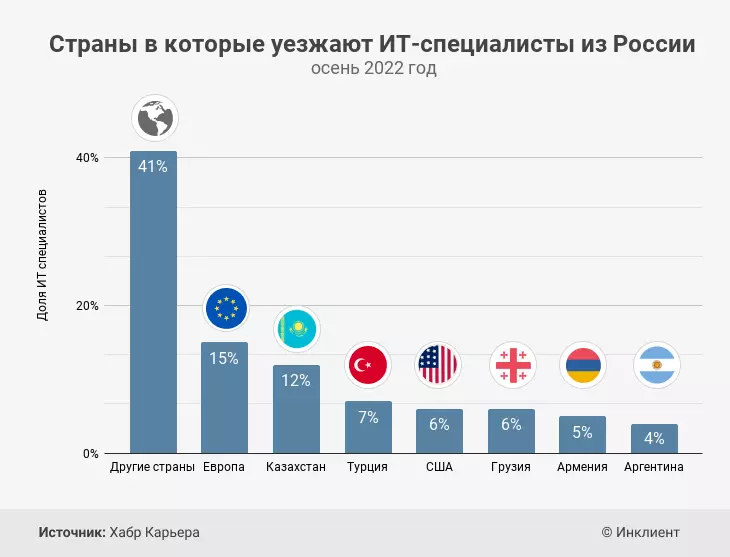 Страны в которые уезжают ИТ-специалисты из России
осень 2022 год
Доля ИТ специалистов
40%
20%
0%
41%
15%
12%
7%
6%
6%
5%
4%
Другие страны
Европа
Казахстан
Турция
США
Грузия
Армения
Аргентина
Источник: Хабр Карьера
© Инклиент